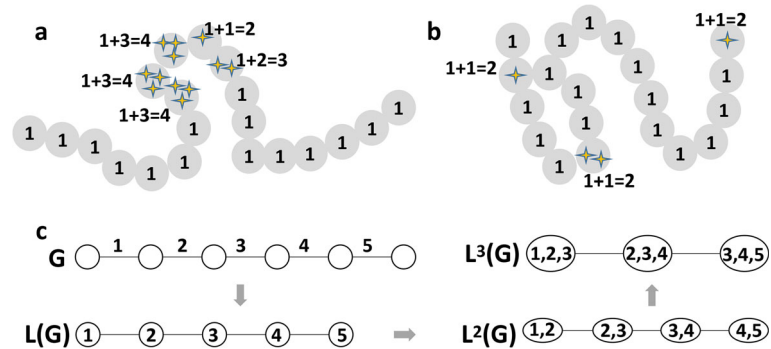 a
1+3=4
1+1=2
1+2=3
1+3=4
1+3=4
1 1 1 1 1 1 1
1 1 1 1 1 1 1 1
b
1
1+1=2
1 1 1
1+1=2
1 1 1 1 1 1 1 1 1 1 1 1 1
1+1=2
c
G 1 2 3 4 5
L(G) 1 2 3 4 5
L³(G) 1,2,3 2,3,4 3,4,5
L²(G) 1,2 2,3 3,4 4,5